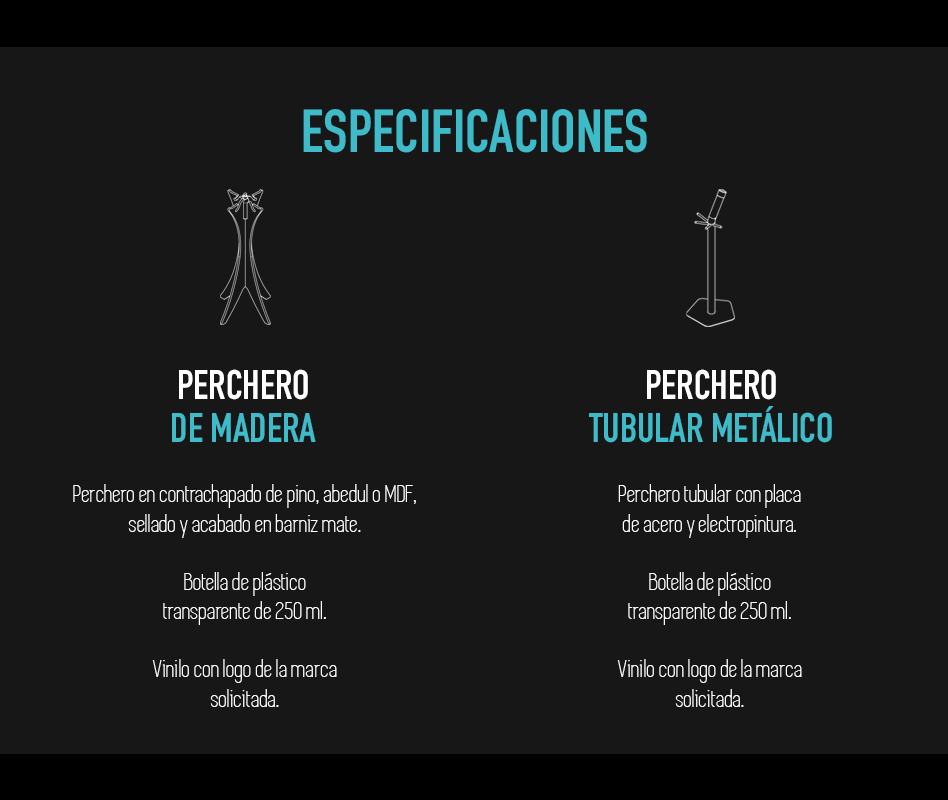 ESPECIFICACIONES
PERCHERO
DE MADERA
Perchero en contrachapado de pino, abedul o MDF,
sellado y acabado en barniz mate.
Botella de plástico
transparente de 250 ml.
Vinilo con logo de la marca
solicitada.
PERCHERO
TUBULAR METÁLICO
Perchero tubular con placa
de acero y electropintura.
Botella de plástico
transparente de 250 ml.
Vinilo con logo de la marca
solicitada.